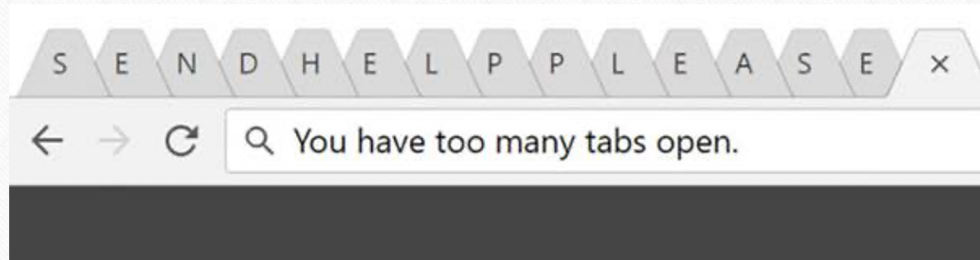 S E N D H E L P P L E A S E
You have too many tabs open.